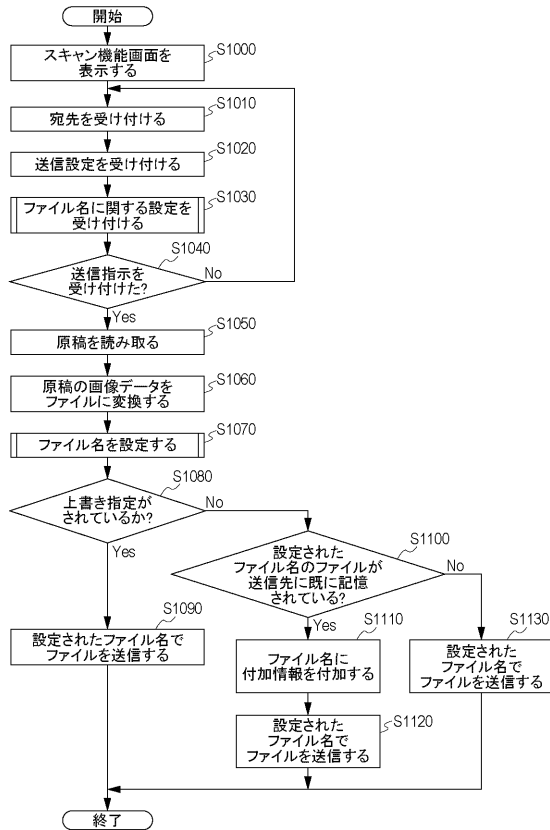 開始
スキャン機能画面を
表示する
S1000
宛先を受け付ける
S1010
送信設定を受け付ける
S1020
ファイル名に関する設定を
受け付ける
S1030
送信指示を
受け付けた?
S1040
No
Yes
原稿を読み取る
S1050
原稿の画像データを
ファイルに変換する
S1060
ファイル名を設定する
S1070
上書き指定が
されているか?
S1080
No
Yes
設定された
ファイル名のファイルが
送信先に既に記憶
されている?
S1100
No
Yes
設定されたファイル名で
ファイルを送信する
S1090
ファイル名に
付加情報を付加する
S1110
設定された
ファイル名で
ファイルを送信する
S1130
設定された
ファイル名で
ファイルを送信する
S1120
終了